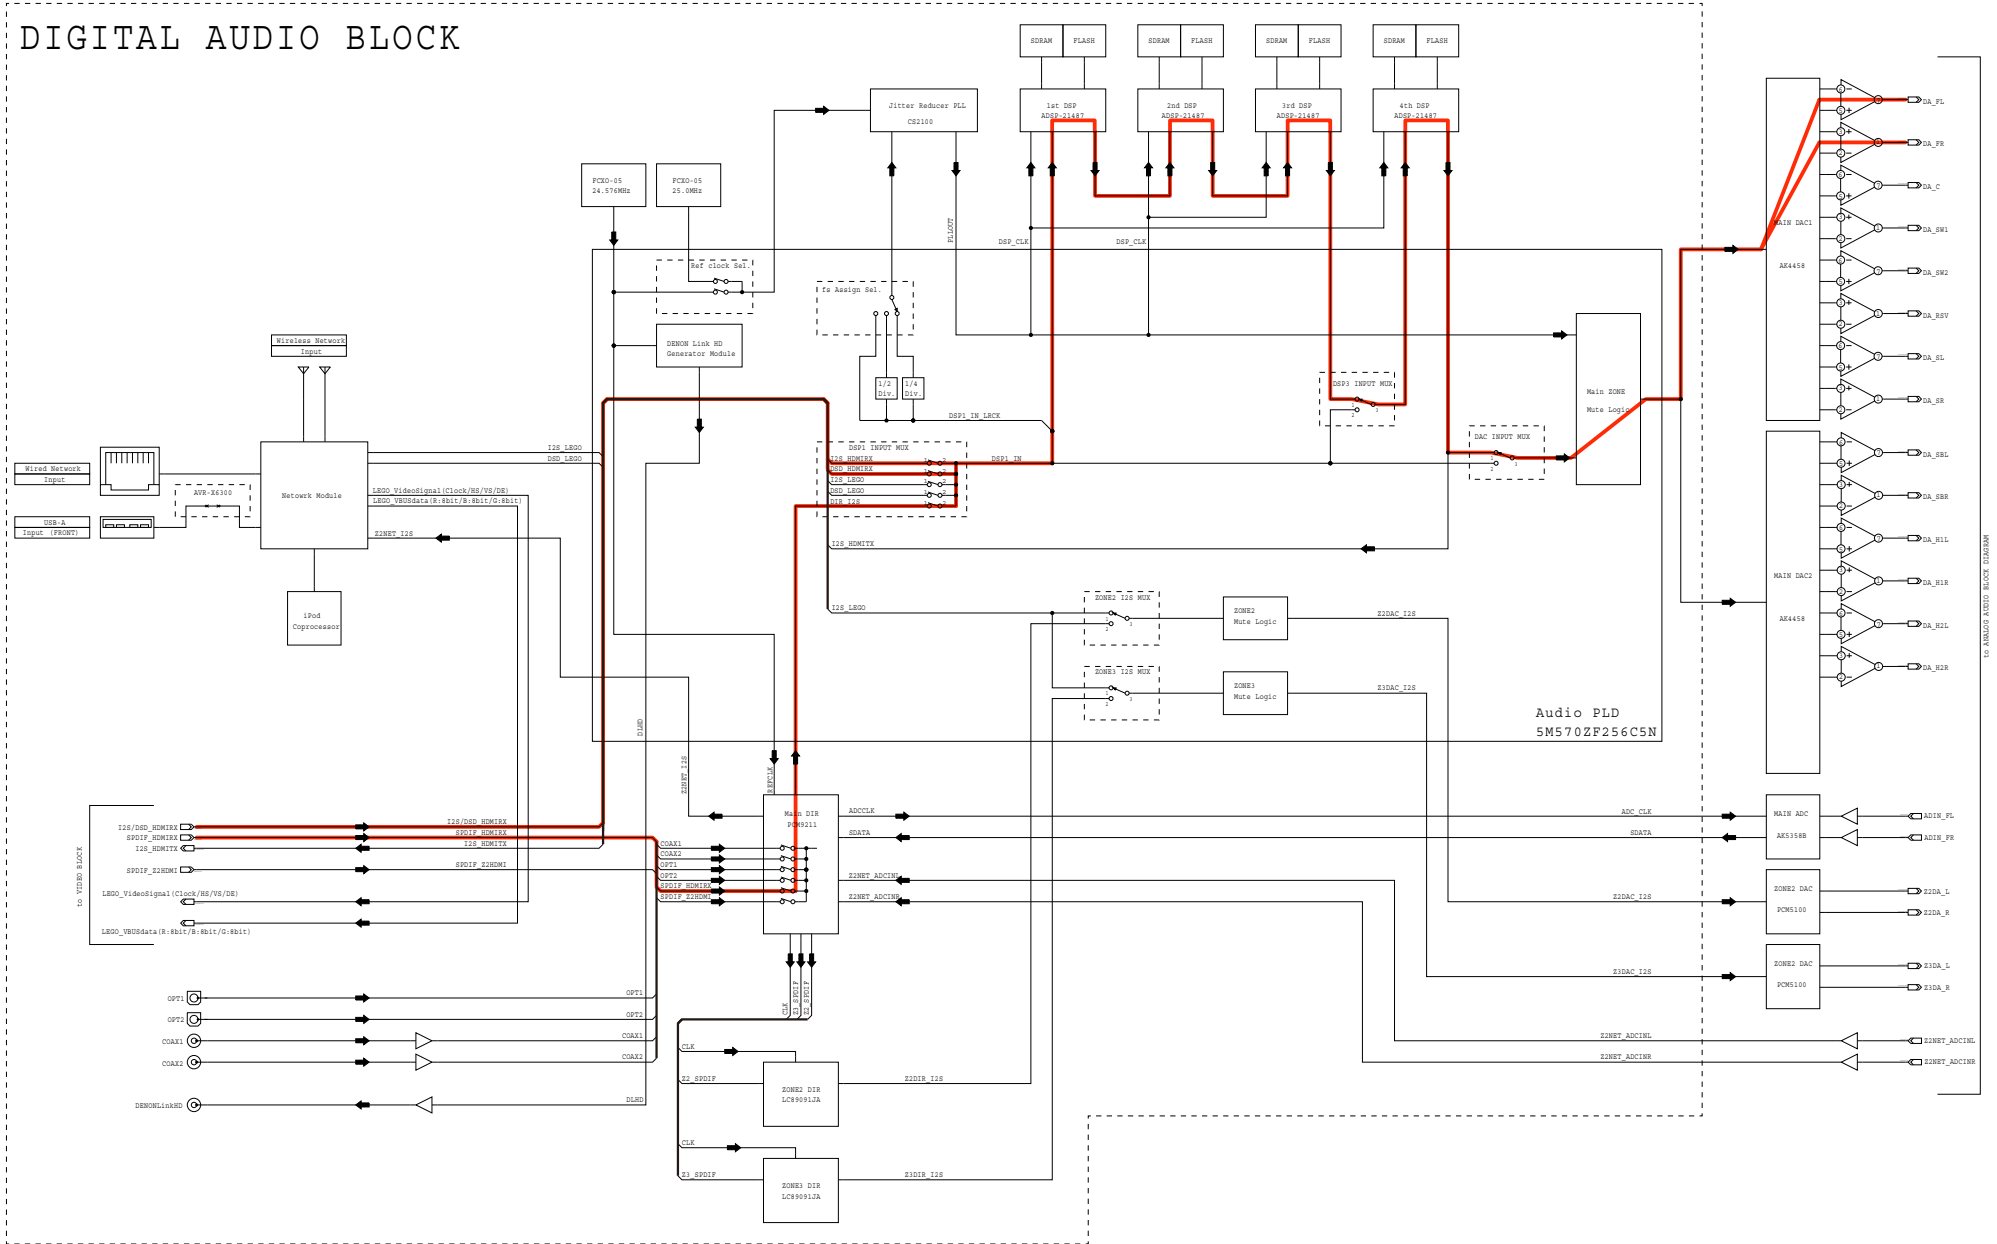 DIGITAL AUDIO BLOCK
SDRAM FLASH
SDRAM FLASH
SDRAM FLASH
SDRAM FLASH
Jitter Reducer PLL
CS2100
1st DSP
ADSP-21487
2nd DSP
ADSP-21487
3rd DSP
ADSP-21487
4th DSP
ADSP-21487
FCXO-05
24.576MHz
FCXO-05
25.0MHz
PLLOUT
DSP_CLK
DSP_CLK
Ref clock Sel.
fs Assign Sel.
DENON Link HD
Generator Module
1/2
Div.
1/4
Div.
DSP1_IN_LRCK
DSP3 INPUT MUX
DAC INPUT MUX
Main ZONE
Mute Logic
Wireless Network
Input
Wired Network
Input
AVR-X6300
USB-A
Input (FRONT)
Netowrk Module
iPod
Coprocessor
I2S_LEGO
DSD_LEGO
LEGO_VideoSignal(Clock/HS/VS/DE)
LEGO_VBUSdata(R:8bit/B:8bit/G:8bit)
Z2NET_I2S
DSP1 INPUT MUX
I2S_HDMIRX
DSD_HDMIRX
I2S_LEGO
DSD_LEGO
DIR_I2S
DSP1_IN
I2S_HDMITX
I2S_LEGO
ZONE2 I2S MUX
ZONE2
Mute Logic
Z2DAC_I2S
ZONE3 I2S MUX
ZONE3
Mute Logic
Z3DAC_I2S
Audio PLD
5M570ZF256C5N
DLHD
Z2NET_I2S
REFCLK
MAIN DAC1
AK4458
MAIN DAC2
AK4458
DA_FL
DA_FR
DA_C
DA_SW1
DA_SW2
DA_RSV
DA_SL
DA_SR
DA_SBL
DA_SBR
DA_H1L
DA_H1R
DA_H2L
DA_H2R
to ANALOG AUDIO BLOCK DIAGRAM
to VIDEO BLOCK
I2S/DSD_HDMIRX
SPDIF_HDMIRX
I2S_HDMITX
SPDIF_Z2HDMI
LEGO_VideoSignal(Clock/HS/VS/DE)
LEGO_VBUSdata(R:8bit/B:8bit/G:8bit)
I2S/DSD_HDMIRX
SPDIF_HDMIRX
I2S_HDMITX
SPDIF_Z2HDMI
Main DIR
PCM9211
COAX1
COAX2
OPT1
OPT2
SPDIF_HDMIRX
SPDIF_Z2HDMI
ADCCLK
SDATA
Z2NET_ADCINL
Z2NET_ADCINR
ADC_CLK
SDATA
MAIN ADC
AK5358B
ADIN_FL
ADIN_FR
Z2DAC_I2S
ZONE2 DAC
PCM5100
Z2DA_L
Z2DA_R
Z3DAC_I2S
ZONE2 DAC
PCM5100
Z3DA_L
Z3DA_R
Z2NET_ADCINL
Z2NET_ADCINR
Z2NET_ADCINL
Z2NET_ADCINR
OPT1
OPT2
COAX1
COAX2
DENONLinkHD
OPT1
OPT2
COAX1
COAX2
DLHD
CLK
Z3_SPDIF
Z2_SPDIF
CLK
Z2_SPDIF
ZONE2 DIR
LC89091JA
Z2DIR_I2S
CLK
Z3_SPDIF
ZONE3 DIR
LC89091JA
Z3DIR_I2S